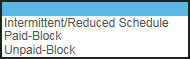 Intermittent/Reduced Schedule
Paid-Block
Unpaid-Block